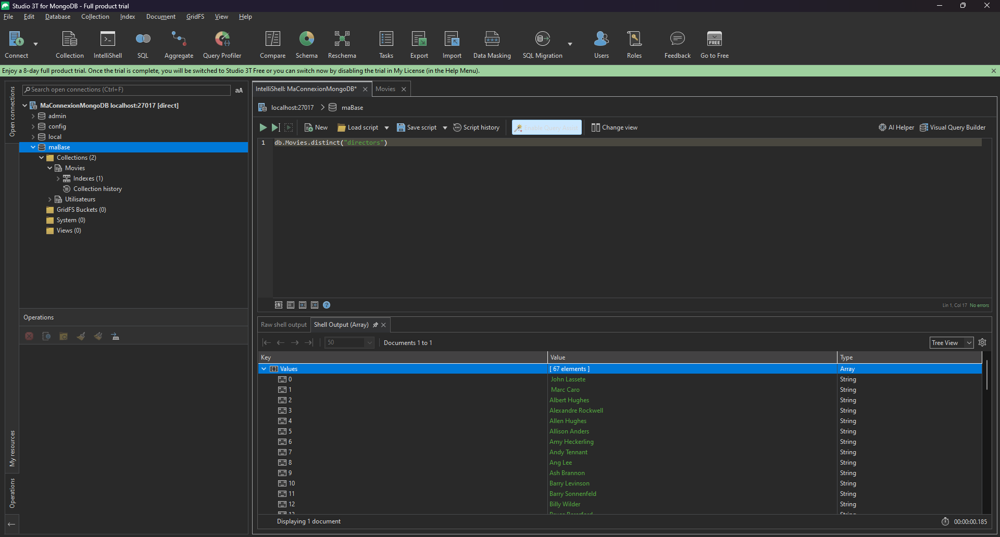 Studio 3T for MongoDB - Full product trial
File Edit Database Collection Index Document GridFS View Help
Connect Collection IntelliShell SQL Aggregate Query Profiler Compare Schema Reschema Tasks Export Import Data Masking SQL Migration Users Roles Feedback Go to Free
FREE
Enjoy a 8-day full product trial. Once the trial is complete, you will be switched to Studio 3T Free or you can switch now by disabling the trial in My License (in the Help Menu).
Open connections
My resources
Operations
Search open connections (Ctrl+F)
aA
MaConnexionMongoDB localhost:27017 [direct]
admin
config
local
maBase
Collections (2)
Movies
Indexes (1)
Collection history
Utilisateurs
GridFS Buckets (0)
System (0)
Views (0)
Operations
IntelliShell: MaConnexionMongoDB*
Movies
localhost:27017
maBase
New Load script Save script Script history Enable Query Assist Change view AI Helper Visual Query Builder
1 db.Movies.distinct("directors")
Lin 1, Col 17 No errors
Raw shell output
Shell Output (Array)
50
Documents 1 to 1
Tree View
Key Value Type
Values [ 67 elements ] Array
0 John Lassete String
1 Marc Caro String
2 Albert Hughes String
3 Alexandre Rockwell String
4 Allen Hughes String
5 Allison Anders String
6 Amy Heckerling String
7 Andy Tennant String
8 Ang Lee String
9 Ash Brannon String
10 Barry Levinson String
11 Barry Sonnenfeld String
12 Billy Wilder String
Displaying 1 document
00:00:00.185